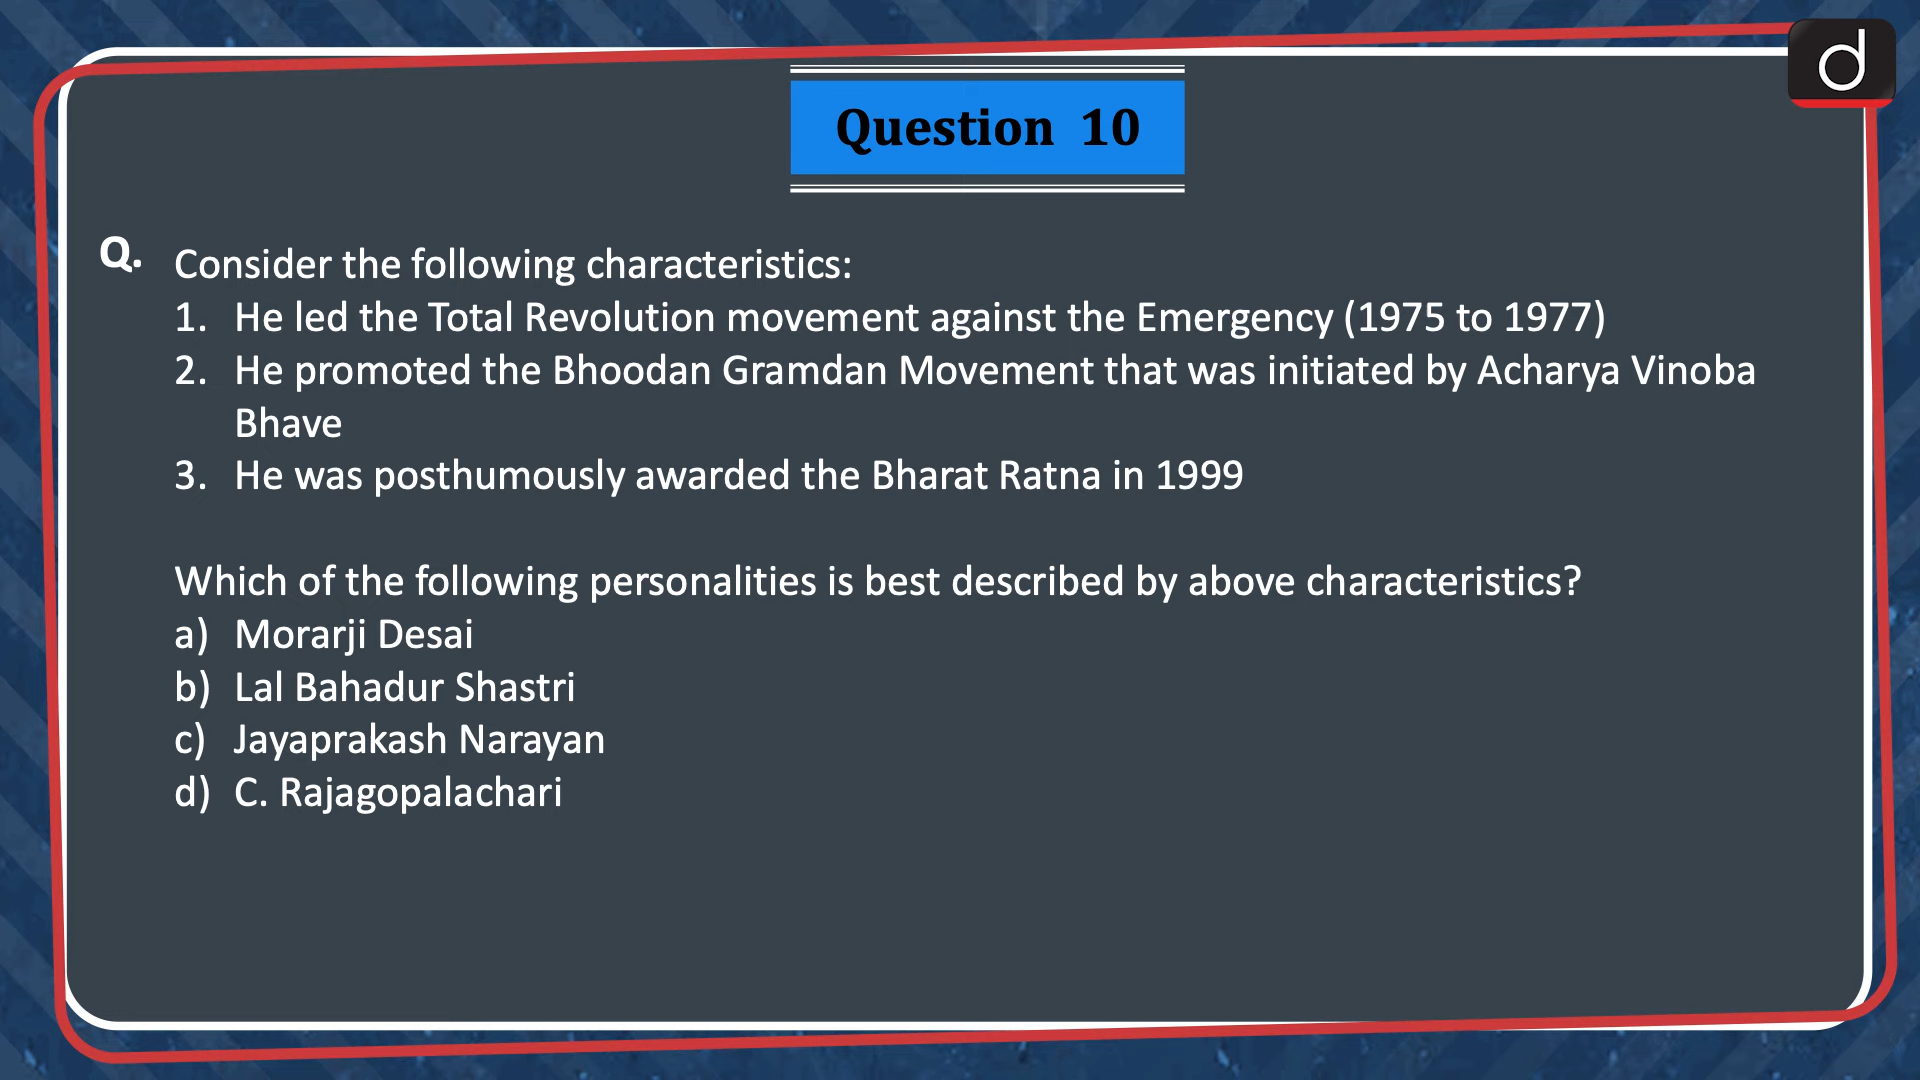 d
Question 10
Q. Consider the following characteristics:
1. He led the Total Revolution movement against the Emergency (1975 to 1977)
2. He promoted the Bhoodan Gramdan Movement that was initiated by Acharya Vinoba
Bhave
3. He was posthumously awarded the Bharat Ratna in 1999
Which of the following personalities is best described by above characteristics?
a) Morarji Desai
b) Lal Bahadur Shastri
c) Jayaprakash Narayan
d) C. Rajagopalachari